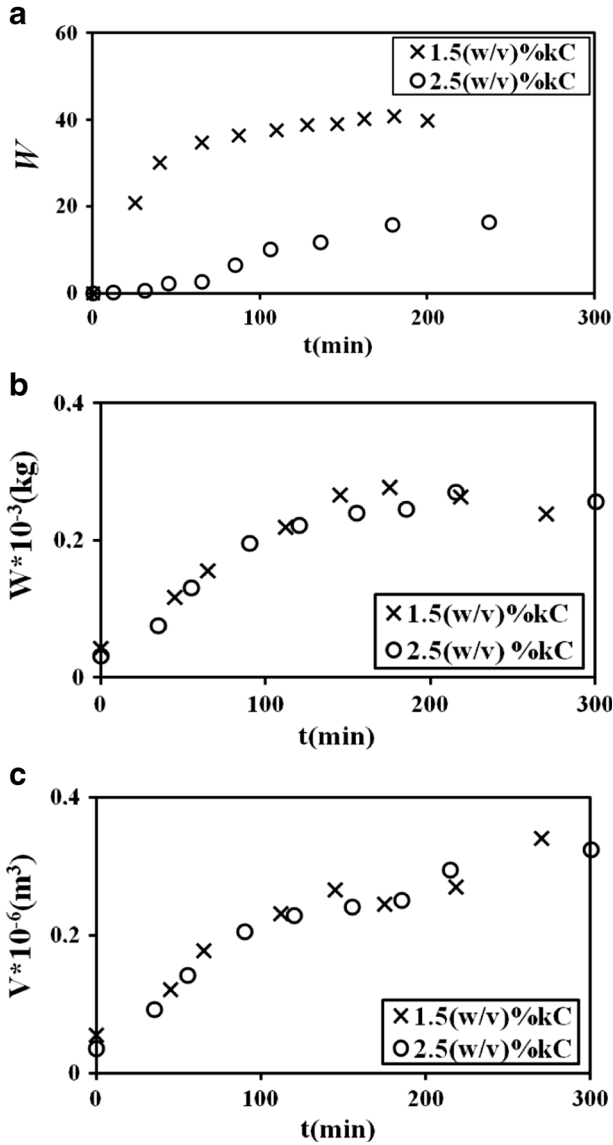 a
60
40
20
0
W
×1.5(w/v)%kC
○2.5(w/v)%kC
0 100 200 300
t(min)
b
0.4
0.2
0
W*10⁻³(kg)
×1.5(w/v)%kC
○2.5(w/v) %kC
0 100 200 300
t(min)
c
0.4
0.2
0
V*10⁻⁶(m³)
×1.5(w/v)%kC
○2.5(w/v)%kC
0 100 200 300
t(min)